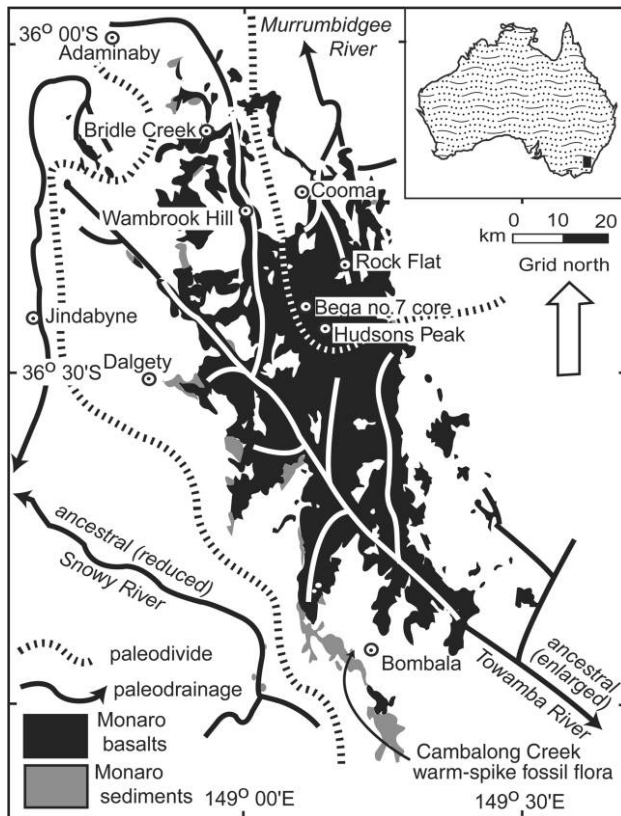 36° 00'S
Adaminaby
Murrumbidgee
River
Bridle Creek
Cooma
Wambrook Hill
km
0 10 20
Grid north
Rock Flat
Bega no.7 core
Hudsons Peak
Jindabyne
Dalgety
36° 30'S
ancestral (reduced)
Snowy River
paleodivide
paleodrainage
Monaro
basalts
Monaro
sediments
Bombala
ancestral
(enlarged)
Towamba River
Cambalong Creek
warm-spike fossil flora
149° 00'E
149° 30'E